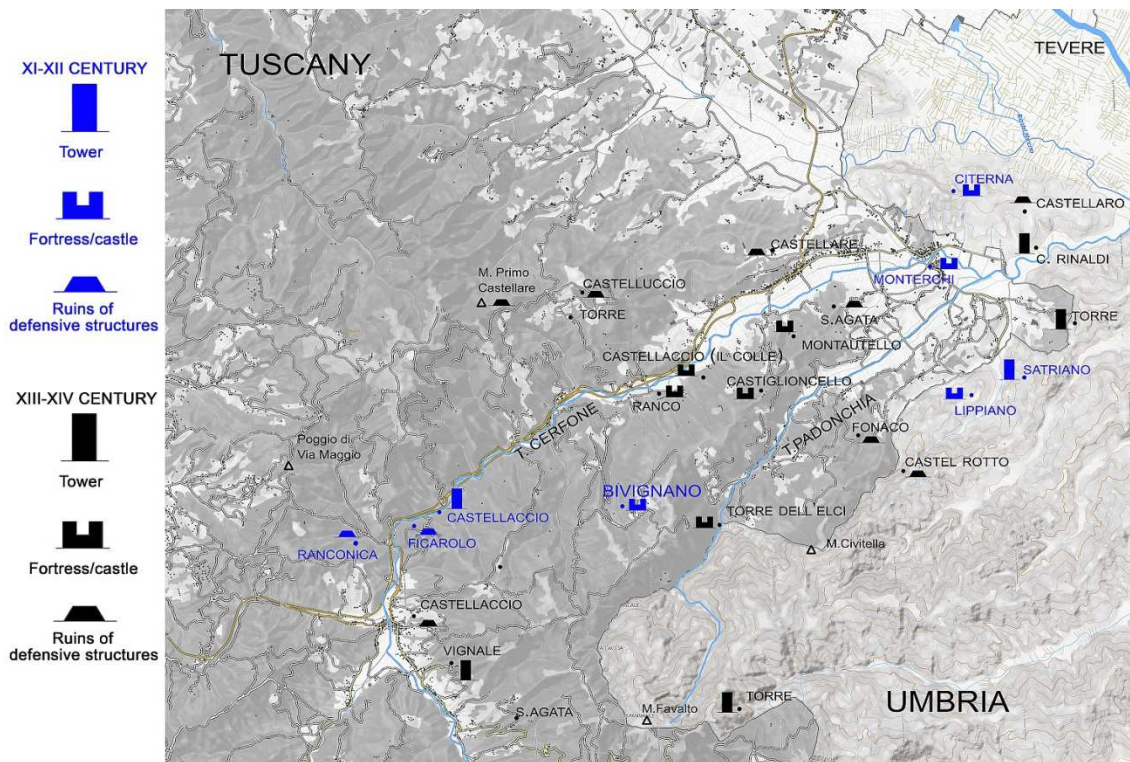 XI-XII CENTURY
Tower
Fortress/castle
Ruins of
defensive structures
XIII-XIV CENTURY
Tower
Fortress/castle
Ruins of
defensive structures
TUSCANY
TEVERE
CITERNA
CASTELLARO
CASTELLARE
C. RINALDI
MONTERCHI
M. Primo
Castellare
CASTELLUCCIO
TORRE
S.AGATA
TORRE
MONTAUTELLO
CASTELLACCIO (IL COLLE)
SATRIANO
CASTIGLIONCELLO
RANCO
LIPPIANO
T. CERFONE
T.PADONCHIA
FONACO
Poggio di
Via Maggio
CASTEL ROTTO
BIVIGNANO
CASTELLACCIO
TORRE DELL'ELCI
FIGAROLO
RANCONICA
M.Civitella
CASTELLACCIO
VIGNALE
TORRE
UMBRIA
M.Favalto
S.AGATA